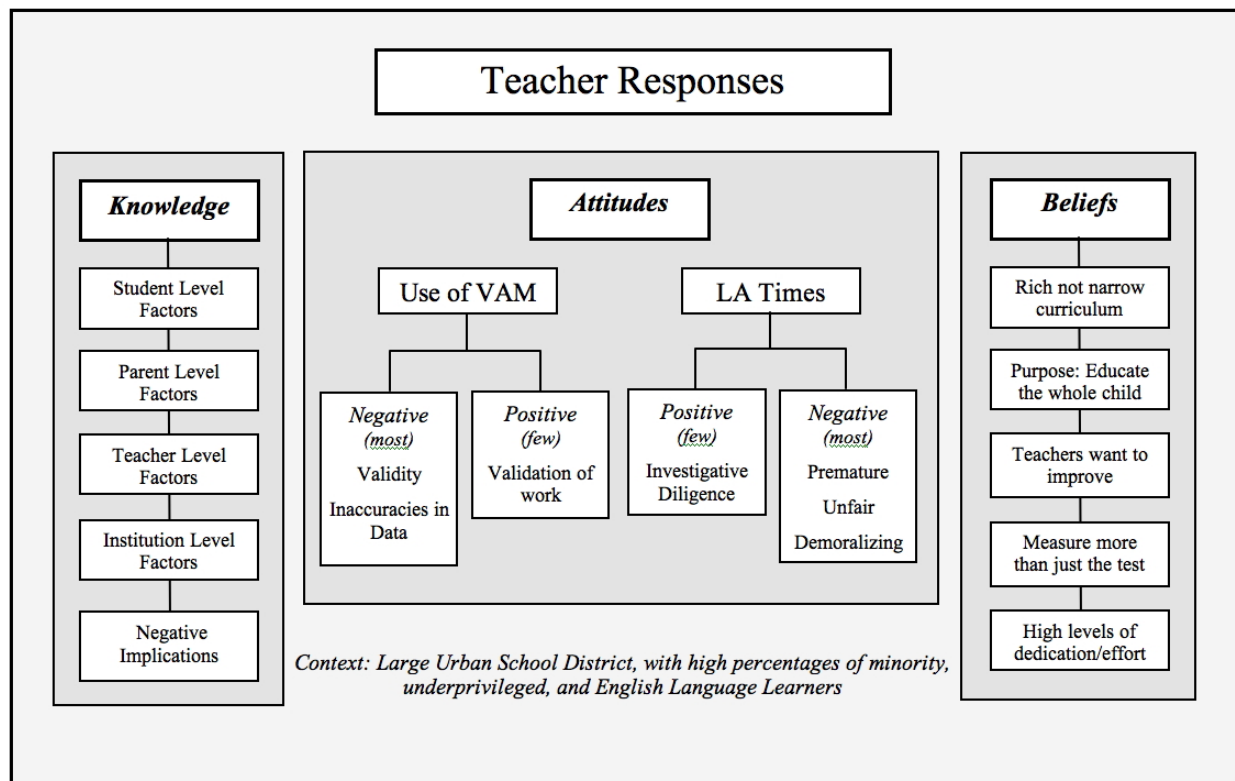 Teacher Responses
Knowledge
Student Level
Factors
Parent Level
Factors
Teacher Level
Factors
Institution Level
Factors
Negative
Implications
Attitudes
Use of VAM
Negative
(most)
Validity
Inaccuracies in
Data
Positive
(few)
Validation of
work
LA Times
Positive
(few)
Investigative
Diligence
Negative
(most)
Premature
Unfair
Demoralizing
Beliefs
Rich not narrow
curriculum
Purpose: Educate
the whole child
Teachers want to
improve
Measure more
than just the test
High levels of
dedication/effort
Context: Large Urban School District, with high percentages of minority,
underprivileged, and English Language Learners